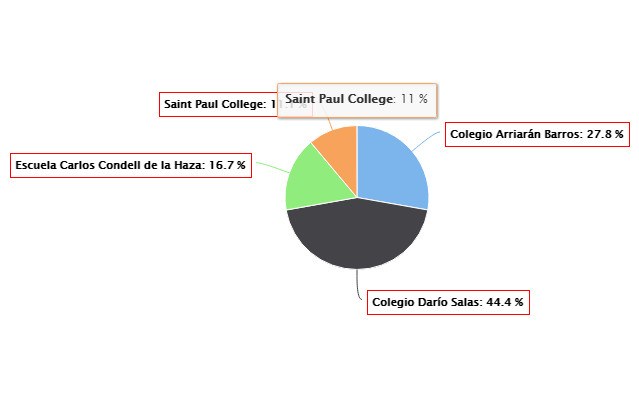 Saint Paul College: 11 %
Saint Paul College: 11.1 %
Colegio Arriarán Barros: 27.8 %
Escuela Carlos Condell de la Haza: 16.7 %
Colegio Darío Salas: 44.4 %